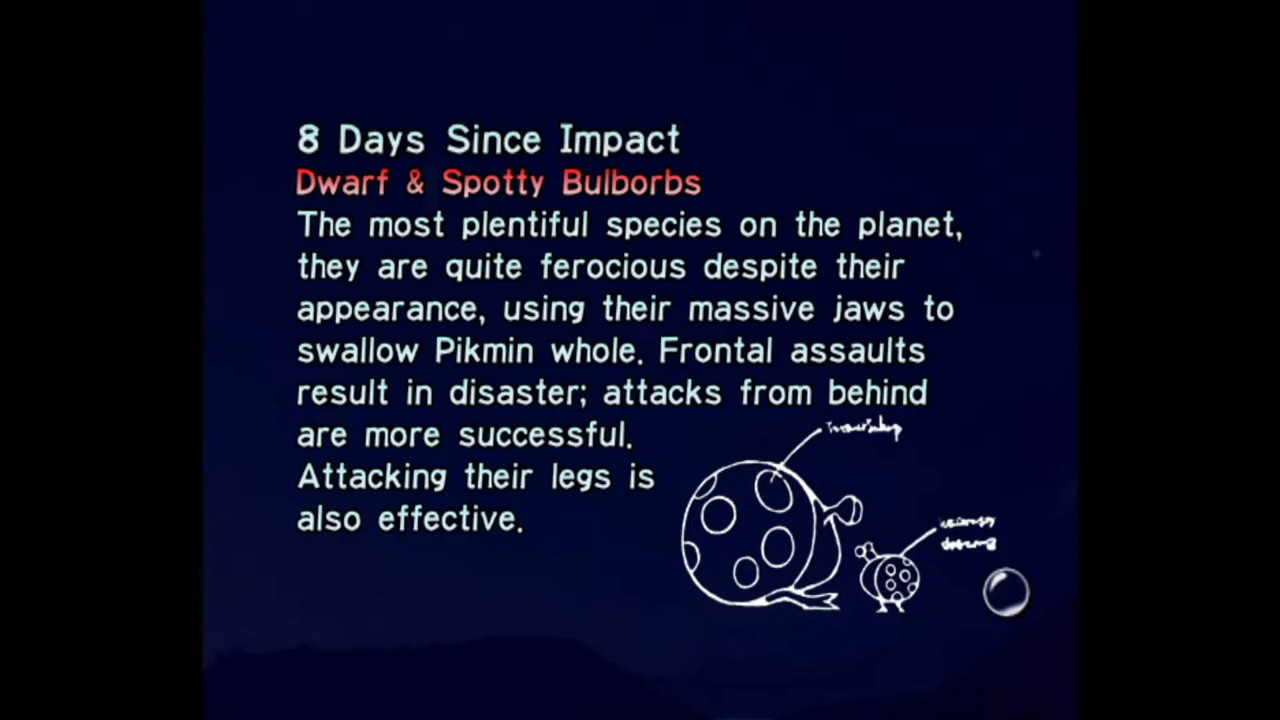 8 Days Since Impact
Dwarf & Spotty Bulborbs
The most plentiful species on the planet,
they are quite ferocious despite their
appearance, using their massive jaws to
swallow Pikmin whole. Frontal assaults
result in disaster; attacks from behind
are more successful.
Attacking their legs is
also effective.